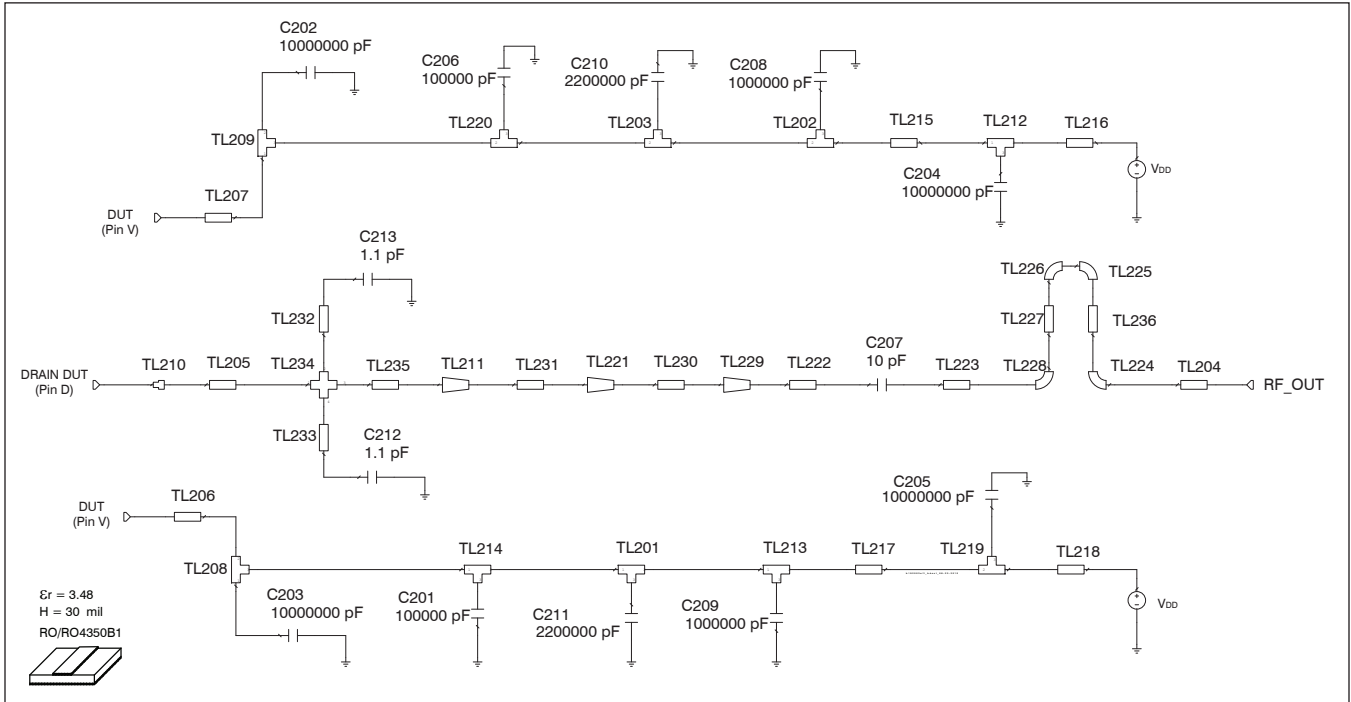 C202
10000000 pF
C206
100000 pF
C210
2200000 pF
C208
1000000 pF
TL209
TL220
TL203
TL202
TL215
TL212
TL216
C204
10000000 pF
VDD
TL207
DUT
(Pin V)
C213
1.1 pF
TL232
TL226
TL225
TL227
TL236
DRAIN DUT
(Pin D)
TL210
TL205
TL234
TL235
TL211
TL231
TL221
TL230
TL229
TL222
C207
10 pF
TL223
TL228
TL224
TL204
RF_OUT
TL233
C212
1.1 pF
TL206
DUT
(Pin V)
C205
10000000 pF
TL208
TL214
TL201
TL213
TL217
TL219
TL218
C203
10000000 pF
C201
100000 pF
C211
2200000 pF
C209
1000000 pF
VDD
Ɛr = 3.48
H = 30 mil
RO/RO4350B1